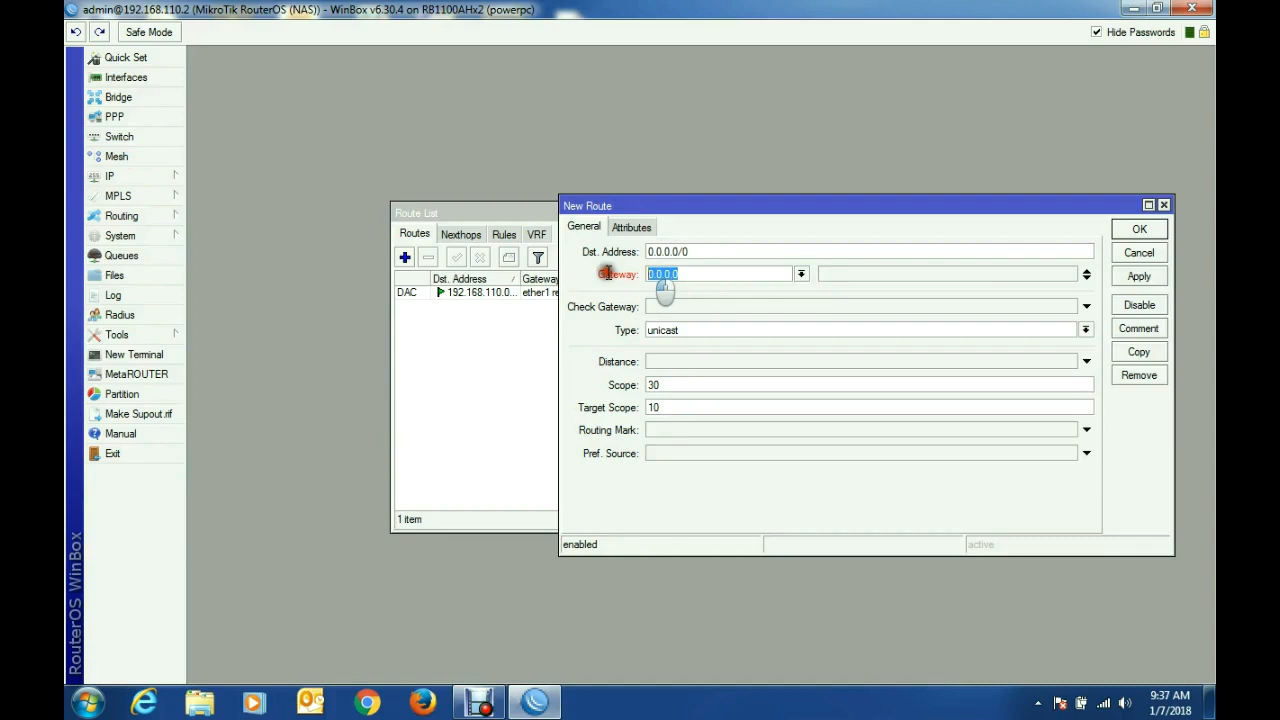 admin@192.168.110.2 (MikroTik RouterOS (NAS)) - WinBox v6.30.4 on RB1100AHx2 (powerpc)
Safe Mode
Hide Passwords
Quick Set
Interfaces
Bridge
PPP
Switch
Mesh
IP
MPLS
Routing
System
Queues
Files
Log
Radius
Tools
New Terminal
MetaROUTER
Partition
Make Supout.rif
Manual
Exit
RouterOS WinBox
Route List
Routes Nexthops Rules VRF
Dst. Address Gateway
DAC 192.168.110.0... ether1 re
1 item
New Route
General Attributes
Dst. Address: 0.0.0.0/0
Gateway: 0.0.0.0
Check Gateway:
Type: unicast
Distance:
Scope: 30
Target Scope: 10
Routing Mark:
Pref. Source:
OK
Cancel
Apply
Disable
Comment
Copy
Remove
enabled
active
9:37 AM
1/7/2018